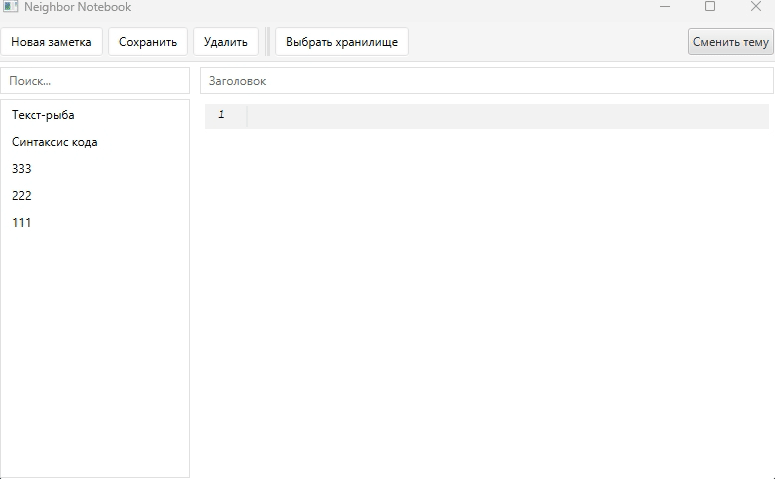 Neighbor Notebook
Новая заметка Сохранить Удалить Выбрать хранилище Сменить тему
Поиск... Заголовок
Текст-рыба 1
Синтаксис кода
333
222
111